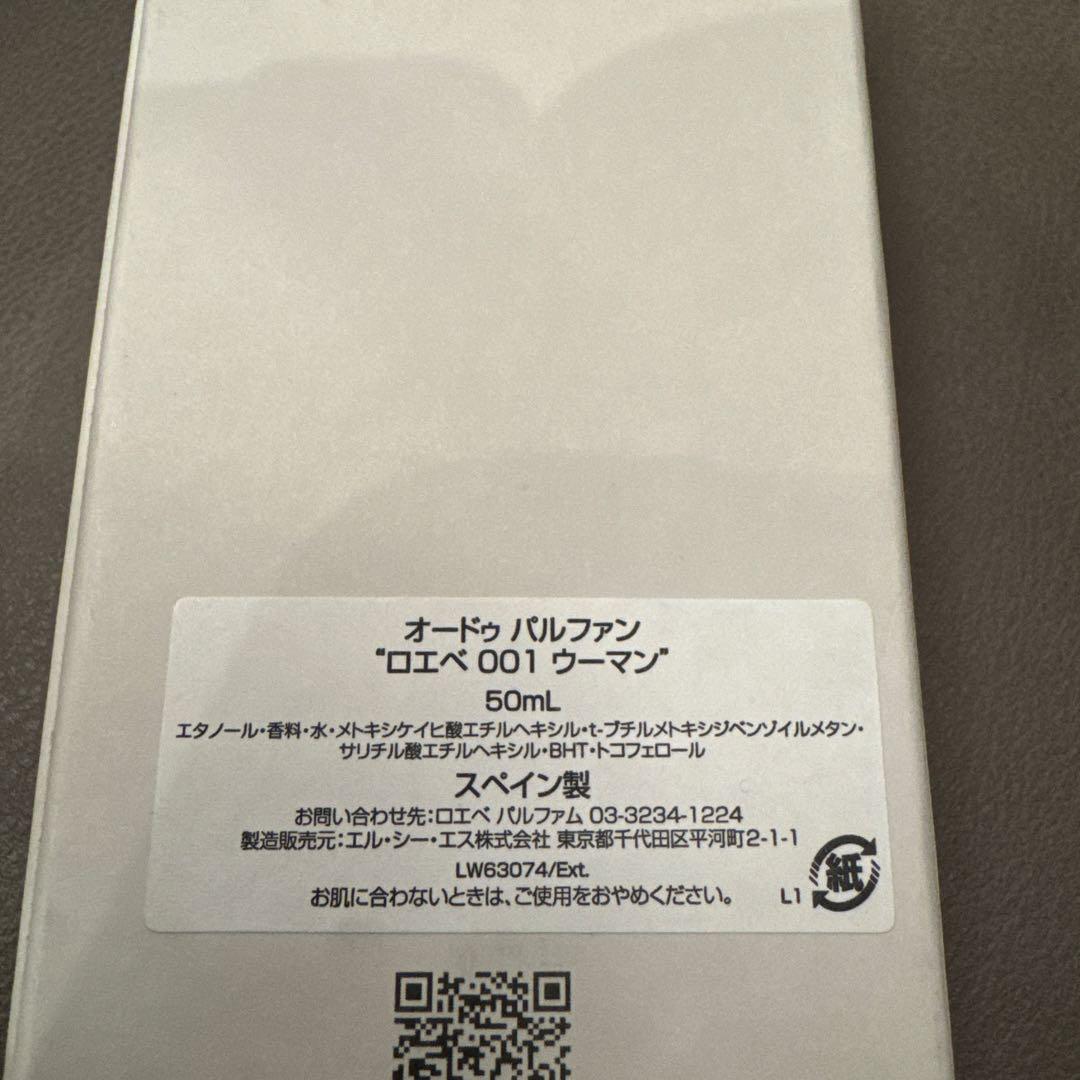 オードゥ パルファン
“ロエベ 001 ウーマン”
50mL
エタノール・香料・水・メトキシケイヒ酸エチルヘキシル・t-ブチルメトキシジベンゾイルメタン・
サリチル酸エチルヘキシル・BHT・トコフェロール
スペイン製
お問い合わせ先：ロエベ パルファム 03-3234-1224
製造販売元：エル・シー・エス株式会社 東京都千代田区平河町2-1-1
LW63074/Ext.
お肌に合わないときは、ご使用をおやめください。
L1
紙